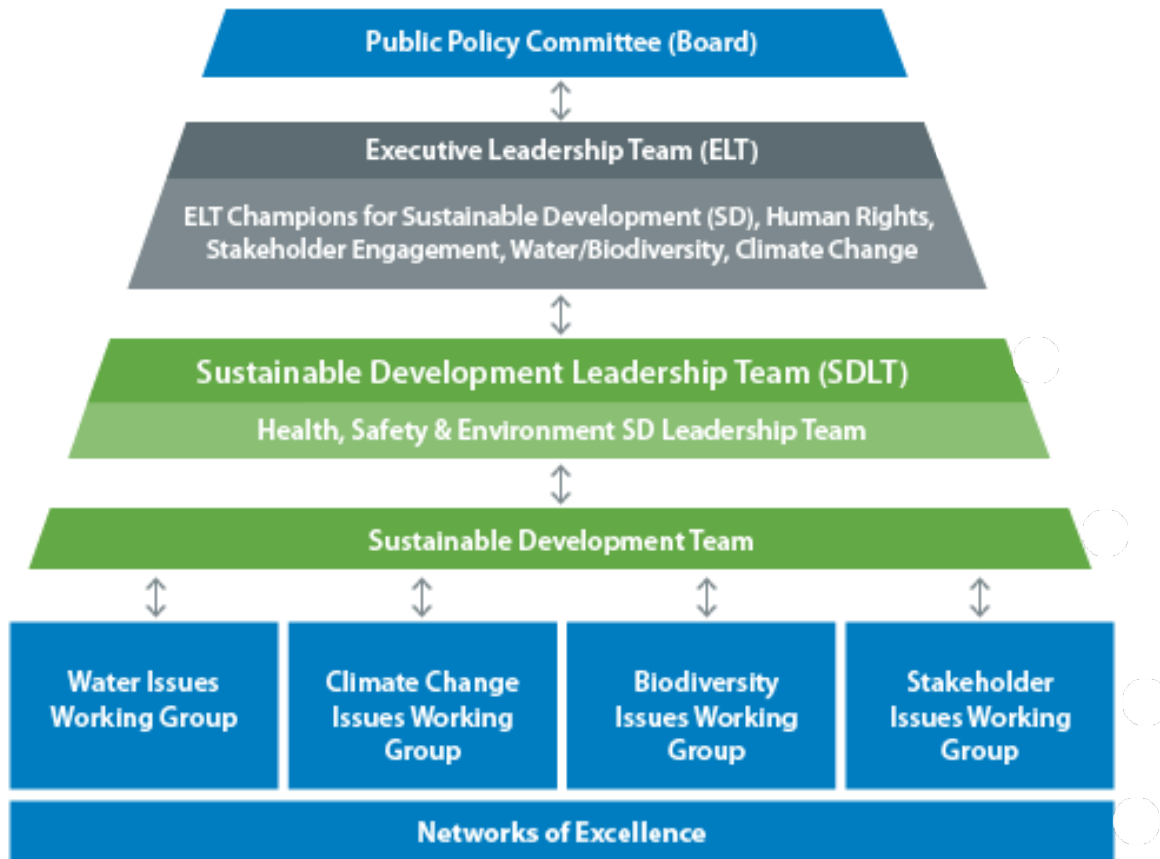 Public Policy Committee (Board)
Executive Leadership Team (ELT)
ELT Champions for Sustainable Development (SD), Human Rights,
Stakeholder Engagement, Water/Biodiversity, Climate Change
Sustainable Development Leadership Team (SDLT)
Health, Safety & Environment SD Leadership Team
Sustainable Development Team
Water Issues
Working Group
Climate Change
Issues Working
Group
Biodiversity
Issues Working
Group
Stakeholder
Issues Working
Group
Networks of Excellence